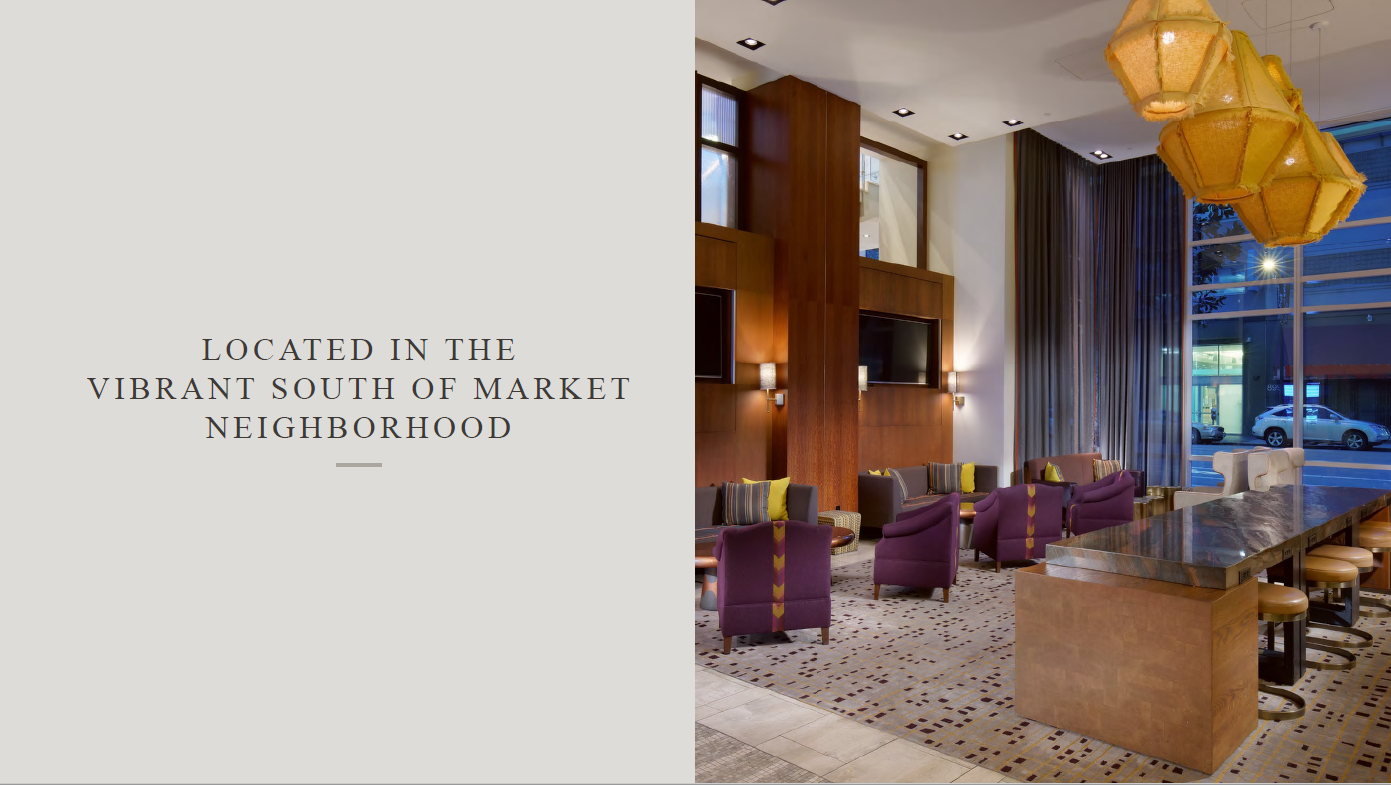 LOCATED IN THE
VIBRANT SOUTH OF MARKET
NEIGHBORHOOD